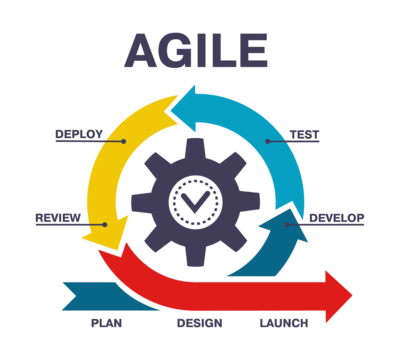 AGILE
DEPLOY
TEST
REVIEW
DEVELOP
PLAN
DESIGN
LAUNCH